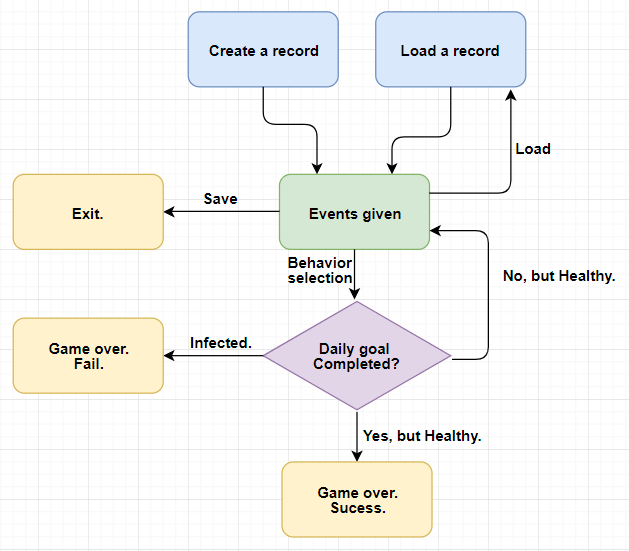 Create a record
Load a record
Load
Save
Exit.
Events given
Behavior
selection
No, but Healthy.
Infected.
Game over.
Fail.
Daily goal
Completed?
Yes, but Healthy.
Game over.
Sucess.